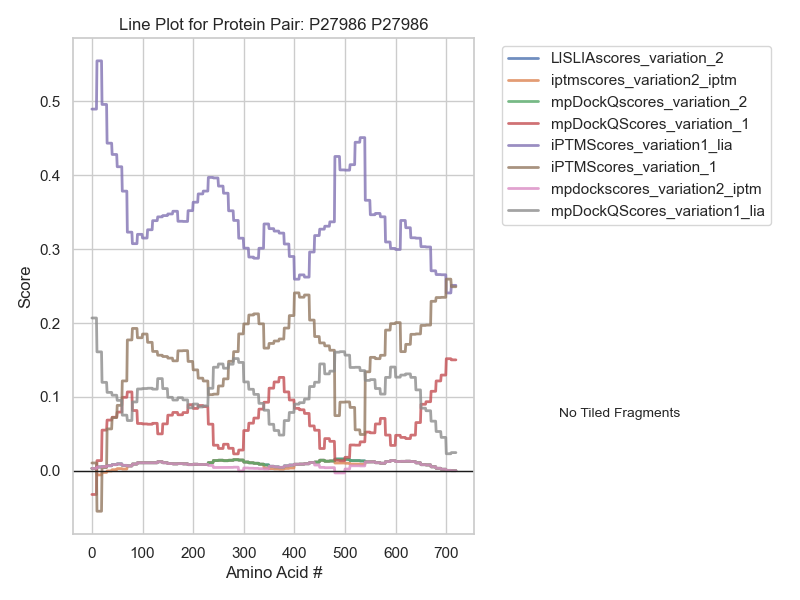 Line Plot for Protein Pair: P27986 P27986
LISLIAscores_variation_2
iptmscores_variation2_iptm
mpDockQscores_variation_2
mpDockQScores_variation_1
iPTMScores_variation1_lia
iPTMScores_variation_1
mpdockscores_variation2_iptm
mpDockQScores_variation1_lia
0.5
0.4
0.3
0.2
0.1
0.0
Score
No Tiled Fragments
0 100 200 300 400 500 600 700
Amino Acid #